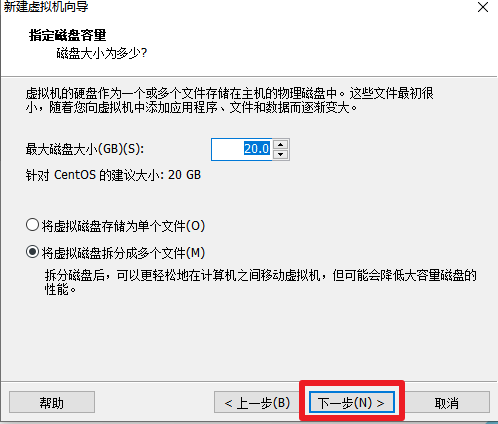 新建虚拟机向导
指定磁盘容量
磁盘大小为多少?
虚拟机的硬盘作为一个或多个文件存储在主机的物理磁盘中。这些文件最初很
小，随着您向虚拟机中添加应用程序、文件和数据而逐渐变大。
最大磁盘大小(GB)(S):
20.0
针对 CentOS 的建议大小: 20 GB
将虚拟磁盘存储为单个文件(O)
将虚拟磁盘拆分成多个文件(M)
拆分磁盘后，可以更轻松地在计算机之间移动虚拟机，但可能会降低大容量磁盘的
性能。
帮助
< 上一步(B)
下一步(N) >
取消